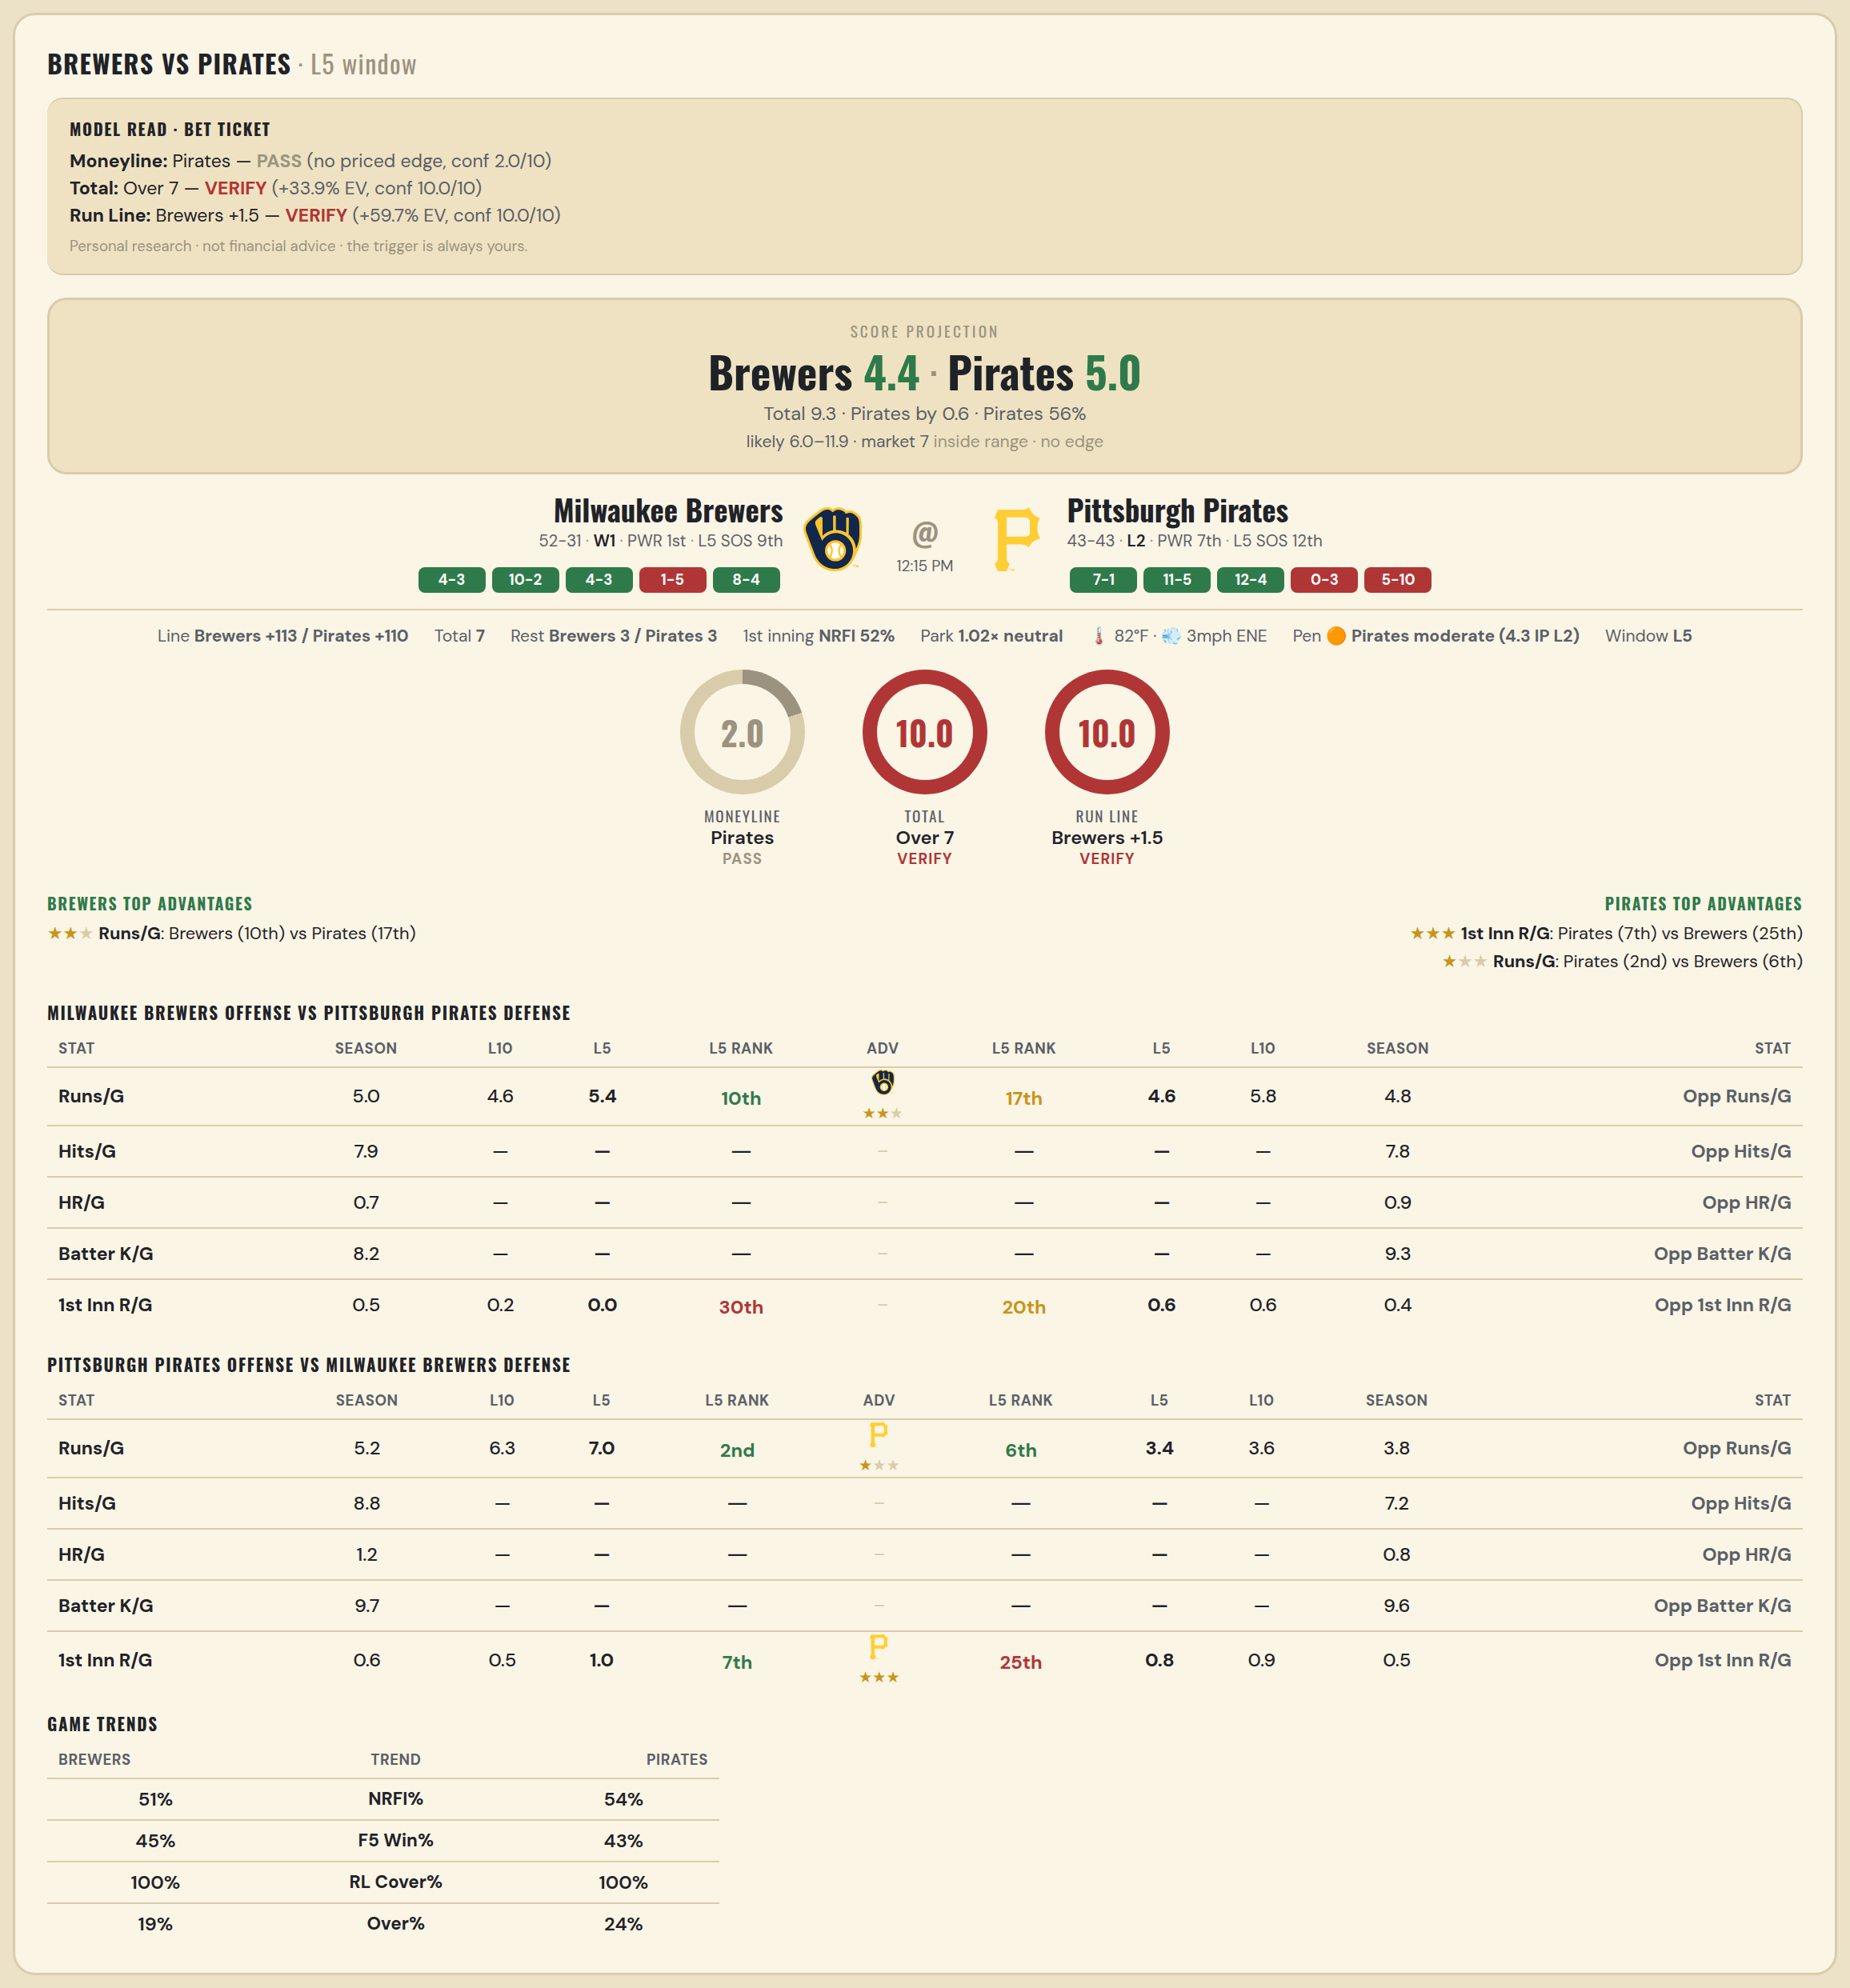 BREWERS VS PIRATES · L5 window
MODEL READ · BET TICKET
Moneyline: Pirates — PASS (no priced edge, conf 2.0/10)
Total: Over 7 — VERIFY (+33.9% EV, conf 10.0/10)
Run Line: Brewers +1.5 — VERIFY (+59.7% EV, conf 10.0/10)
Personal research · not financial advice · the trigger is always yours.
SCORE PROJECTION
Brewers 4.4 · Pirates 5.0
Total 9.3 · Pirates by 0.6 · Pirates 56%
likely 6.0–11.9 · market 7 inside range · no edge
Milwaukee Brewers
52-31 · W1 · PWR 1st · L5 SOS 9th
4-3 10-2 4-3 1-5 8-4
@
12:15 PM
P
Pittsburgh Pirates
43-43 · L2 · PWR 7th · L5 SOS 12th
7-1 11-5 12-4 0-3 5-10
Line Brewers +113 / Pirates +110 Total 7 Rest Brewers 3 / Pirates 3 1st inning NRFI 52% Park 1.02× neutral 🌡️ 82°F · 💨 3mph ENE Pen 🟠 Pirates moderate (4.3 IP L2) Window L5
2.0 10.0 10.0
MONEYLINE TOTAL RUN LINE
Pirates Over 7 Brewers +1.5
PASS VERIFY VERIFY
BREWERS TOP ADVANTAGES
★★★ Runs/G: Brewers (10th) vs Pirates (17th)
PIRATES TOP ADVANTAGES
★★★ 1st Inn R/G: Pirates (7th) vs Brewers (25th)
★★★ Runs/G: Pirates (2nd) vs Brewers (6th)
MILWAUKEE BREWERS OFFENSE VS PITTSBURGH PIRATES DEFENSE
STAT SEASON L10 L5 L5 RANK ADV L5 RANK L5 L10 SEASON STAT
Runs/G 5.0 4.6 5.4 10th ★★★ 17th 4.6 5.8 4.8 Opp Runs/G
Hits/G 7.9 — — — – — — — 7.8 Opp Hits/G
HR/G 0.7 — — — – — — — 0.9 Opp HR/G
Batter K/G 8.2 — — — – — — — 9.3 Opp Batter K/G
1st Inn R/G 0.5 0.2 0.0 30th – 20th 0.6 0.6 0.4 Opp 1st Inn R/G
PITTSBURGH PIRATES OFFENSE VS MILWAUKEE BREWERS DEFENSE
STAT SEASON L10 L5 L5 RANK ADV L5 RANK L5 L10 SEASON STAT
Runs/G 5.2 6.3 7.0 2nd P ★★★ 6th 3.4 3.6 3.8 Opp Runs/G
Hits/G 8.8 — — — – — — — 7.2 Opp Hits/G
HR/G 1.2 — — — – — — — 0.8 Opp HR/G
Batter K/G 9.7 — — — – — — — 9.6 Opp Batter K/G
1st Inn R/G 0.6 0.5 1.0 7th P ★★★ 25th 0.8 0.9 0.5 Opp 1st Inn R/G
GAME TRENDS
BREWERS TREND PIRATES
51% NRFI% 54%
45% F5 Win% 43%
100% RL Cover% 100%
19% Over% 24%